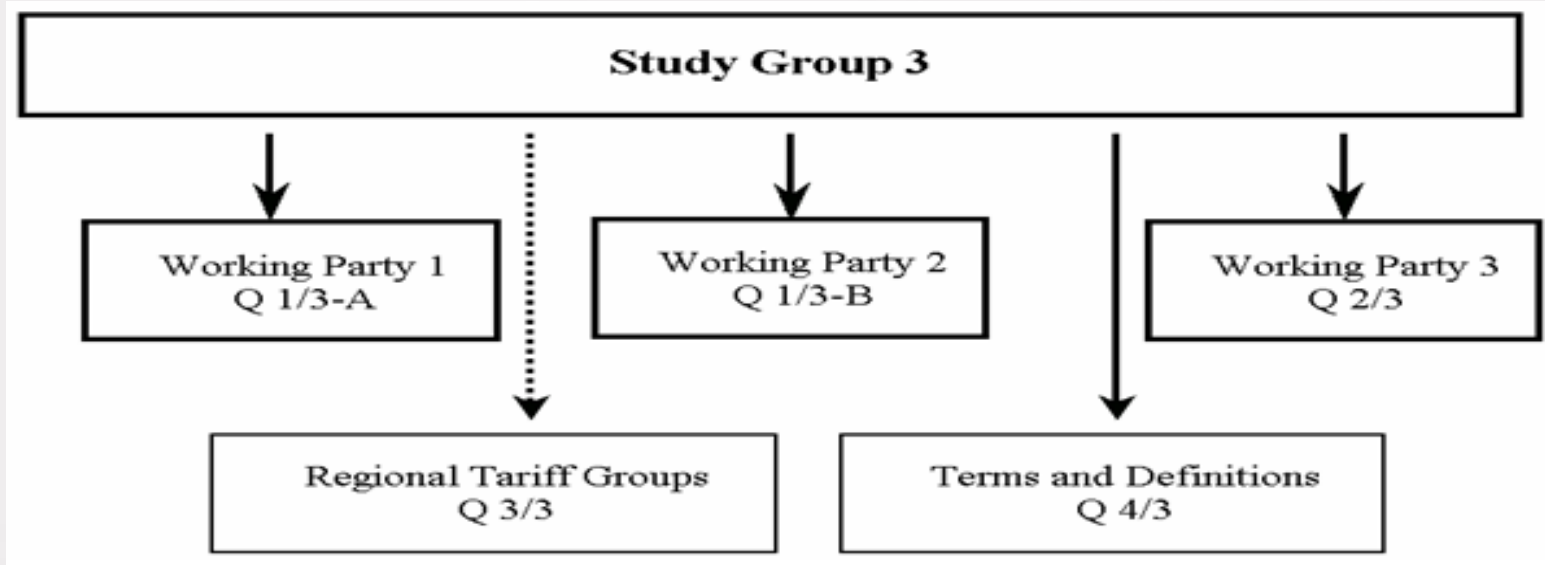 Study Group 3
Working Party 1
Q 1/3-A
Working Party 2
Q 1/3-B
Working Party 3
Q 2/3
Regional Tariff Groups
Q 3/3
Terms and Definitions
Q 4/3